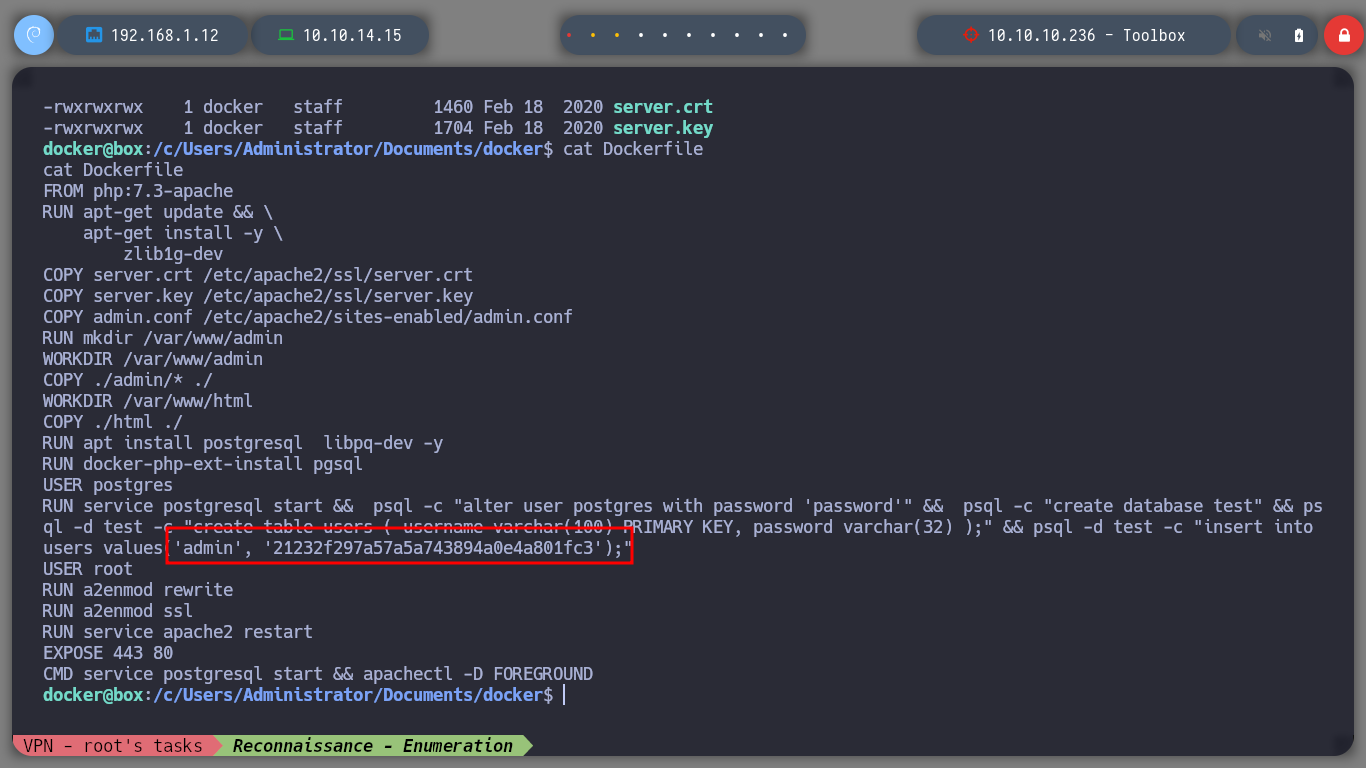 192.168.1.12
10.10.14.15
10.10.10.236 - Toolbox
-rwxrwxrwx    1 docker   staff         1460 Feb 18  2020 server.crt
-rwxrwxrwx    1 docker   staff         1704 Feb 18  2020 server.key
docker@box:/c/Users/Administrator/Documents/docker$ cat Dockerfile
cat Dockerfile
FROM php:7.3-apache
RUN apt-get update && \
    apt-get install -y \
        zlib1g-dev
COPY server.crt /etc/apache2/ssl/server.crt
COPY server.key /etc/apache2/ssl/server.key
COPY admin.conf /etc/apache2/sites-enabled/admin.conf
RUN mkdir /var/www/admin
WORKDIR /var/www/admin
COPY ./admin/* ./
WORKDIR /var/www/html
COPY ./html ./
RUN apt install postgresql  libpq-dev -y
RUN docker-php-ext-install pgsql
USER postgres
RUN service postgresql start &&  psql -c "alter user postgres with password 'password'" &&  psql -c "create database test" && ps
ql -d test -c "create table users ( username varchar(100) PRIMARY KEY, password varchar(32) );" && psql -d test -c "insert into
users values('admin', '21232f297a57a5a743894a0e4a801fc3');"
USER root
RUN a2enmod rewrite
RUN a2enmod ssl
RUN service apache2 restart
EXPOSE 443 80
CMD service postgresql start && apachectl -D FOREGROUND
docker@box:/c/Users/Administrator/Documents/docker$
VPN - root's tasks
Reconnaissance - Enumeration